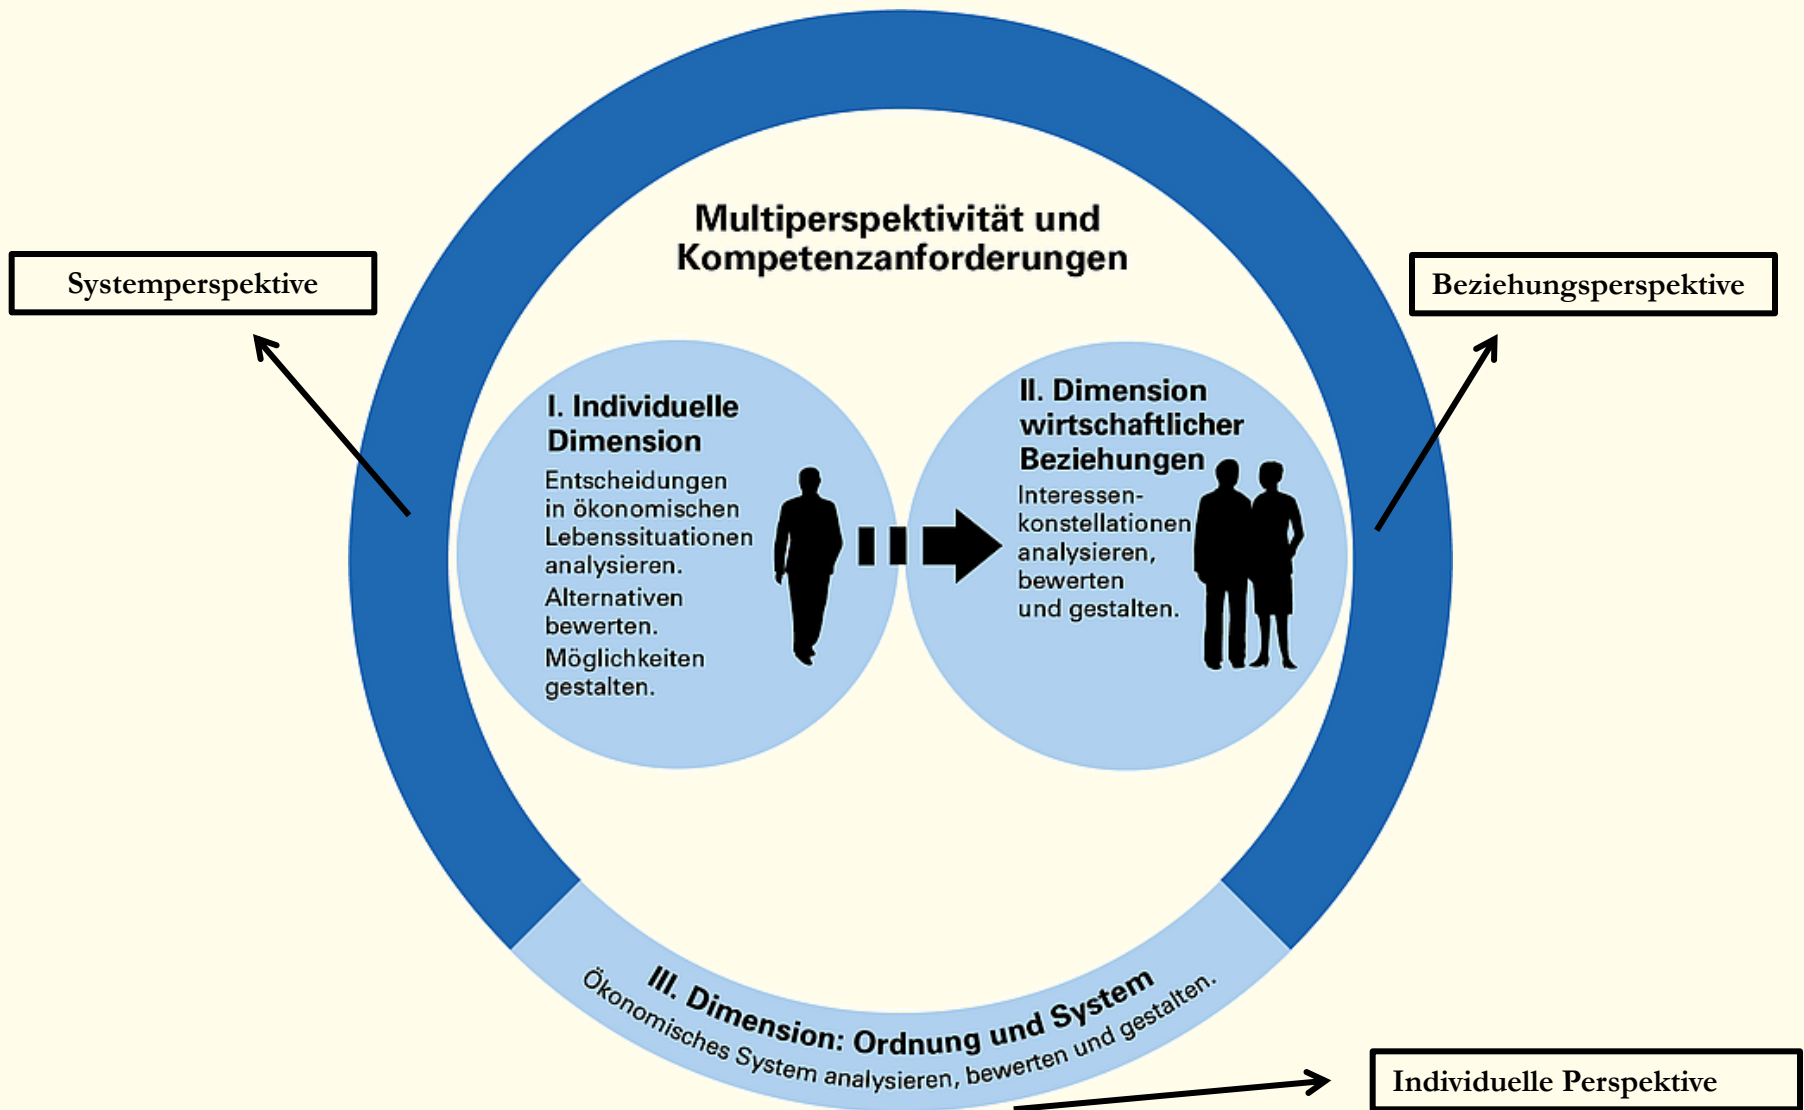 Multiperspektivität und
Kompetenzanforderungen
Systemperspektive
Beziehungsperspektive
I. Individuelle
Dimension
Entscheidungen
in ökonomischen
Lebenssituationen
analysieren.
Alternativen
bewerten.
Möglichkeiten
gestalten.
II. Dimension
wirtschaftlicher
Beziehungen
Interessen-
konstellationen
analysieren,
bewerten
und gestalten.
III. Dimension: Ordnung und System
Ökonomisches System analysieren, bewerten und gestalten.
Individuelle Perspektive